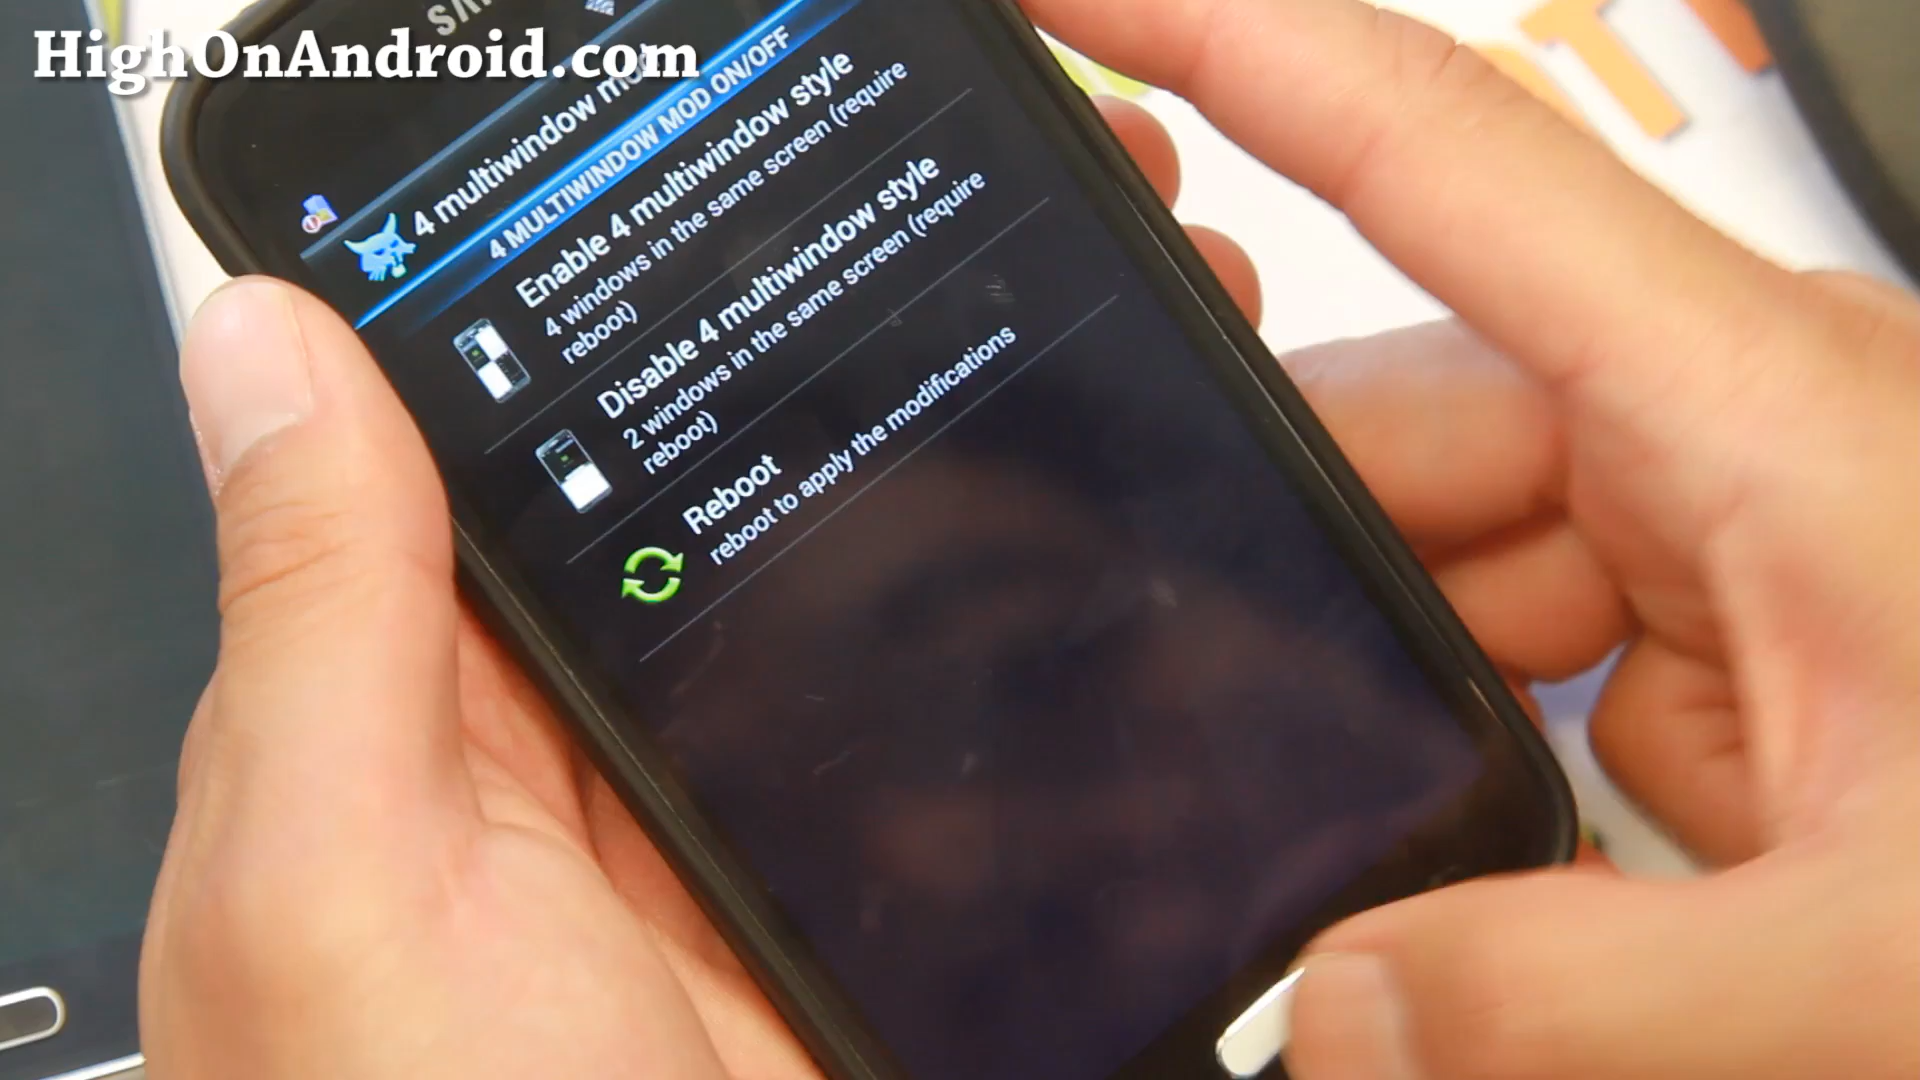 HighOnAndroid.com
4 multiwindow
4 MULTIWINDOW MOD ON/OFF
Enable 4 multiwindow style
4 windows in the same screen (require
reboot)
Disable 4 multiwindow style
2 windows in the same screen (require
reboot)
Reboot
reboot to apply the modifications